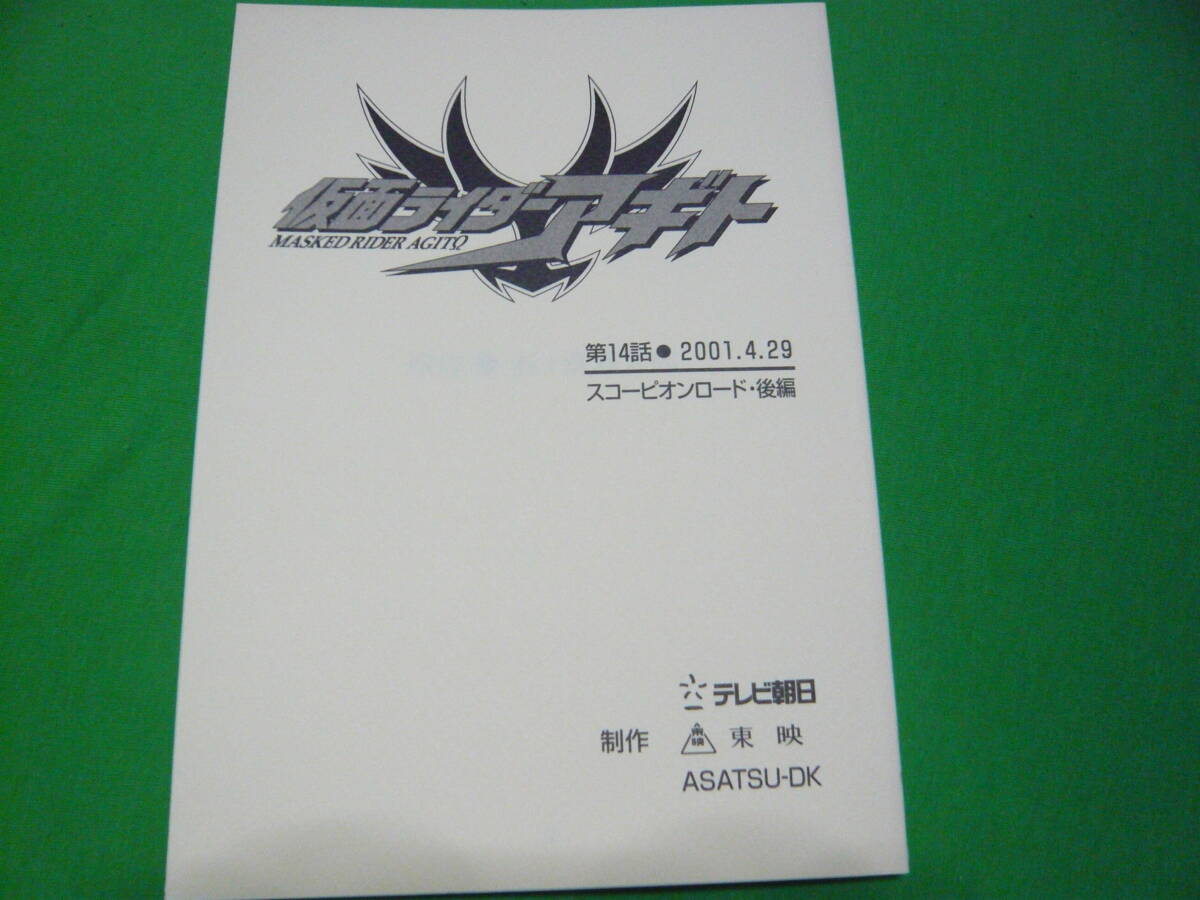 仮面ライダーアギト
MASKED RIDER AGITΩ
第14話●2001.4.29
スコーピオンロード・後編
テレビ朝日
制作 東映 東映
ASATSU-DK